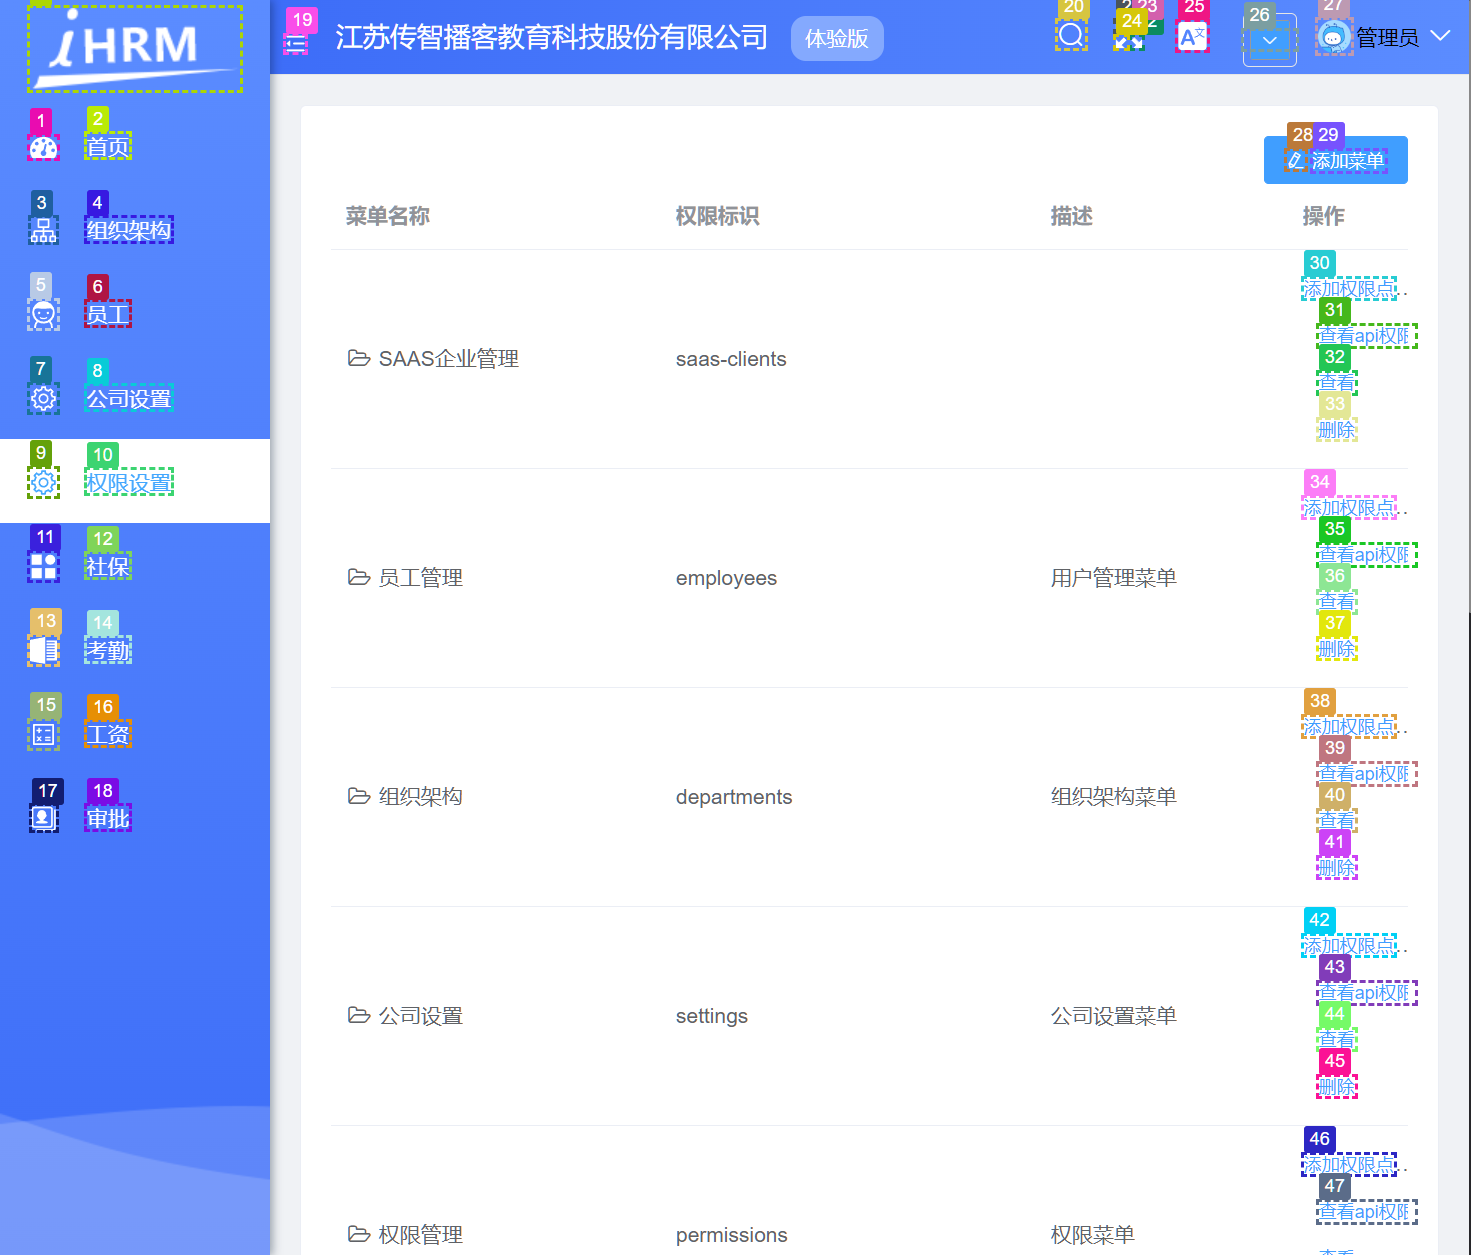 iHRM
19
江苏传智播客教育科技股份有限公司
体验版
20
23
24
25
26
27
管理员
1
2
首页
3
4
组织架构
5
6
员工
7
8
公司设置
9
10
权限设置
11
12
社保
13
14
考勤
15
16
工资
17
18
审批
28 29
添加菜单
菜单名称 权限标识 描述 操作
30
添加权限点..
31
查看api权限
32
查看
33
删除
SAAS企业管理 saas-clients
34
添加权限点..
35
查看api权限
36
查看
37
删除
员工管理 employees 用户管理菜单
38
添加权限点..
39
查看api权限
40
查看
41
删除
组织架构 departments 组织架构菜单
42
添加权限点..
43
查看api权限
44
查看
45
删除
公司设置 settings 公司设置菜单
46
添加权限点..
47
查看api权限
权限管理 permissions 权限菜单